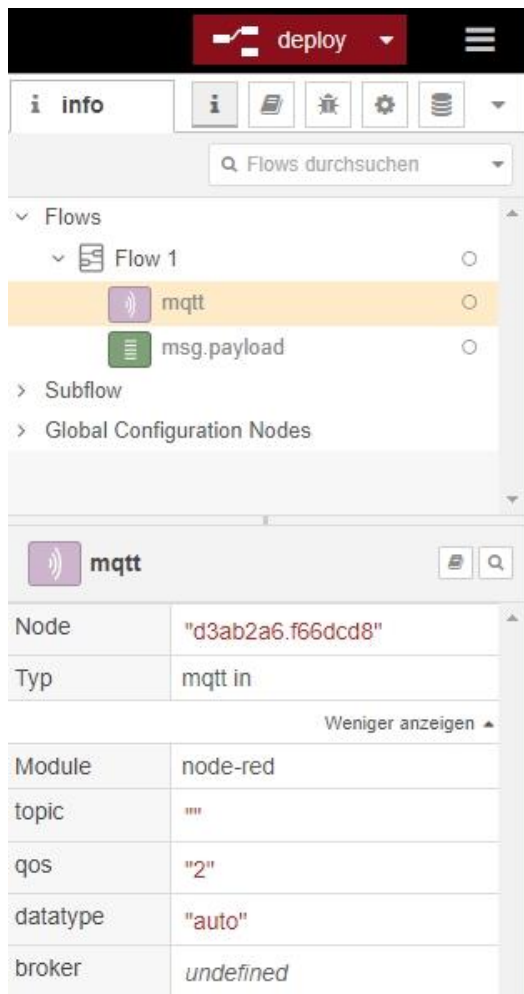 deploy
i info
i
Flows durchsuchen
Flows
Flow 1
mqtt
msg.payload
Subflow
Global Configuration Nodes
mqtt
Node "d3ab2a6.f66dcd8"
Typ mqtt in
Weniger anzeigen
Module node-red
topic ""
qos "2"
datatype "auto"
broker undefined